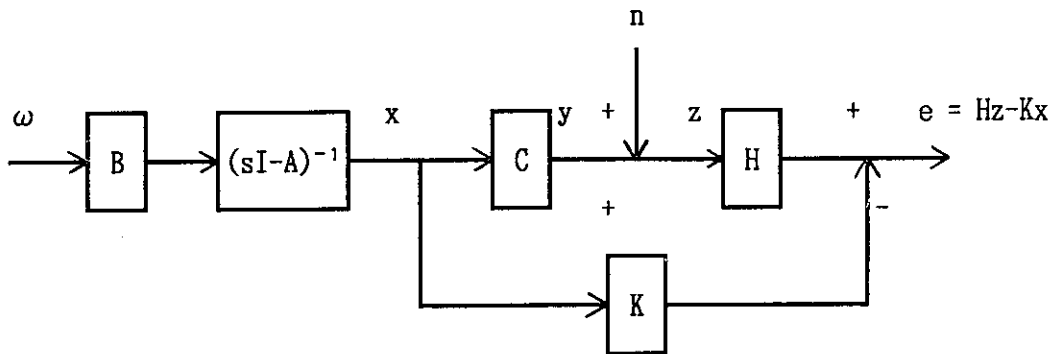 n
ω x y + z + e = Hz-Kx
B (sI-A)⁻¹ C H
+ -
K